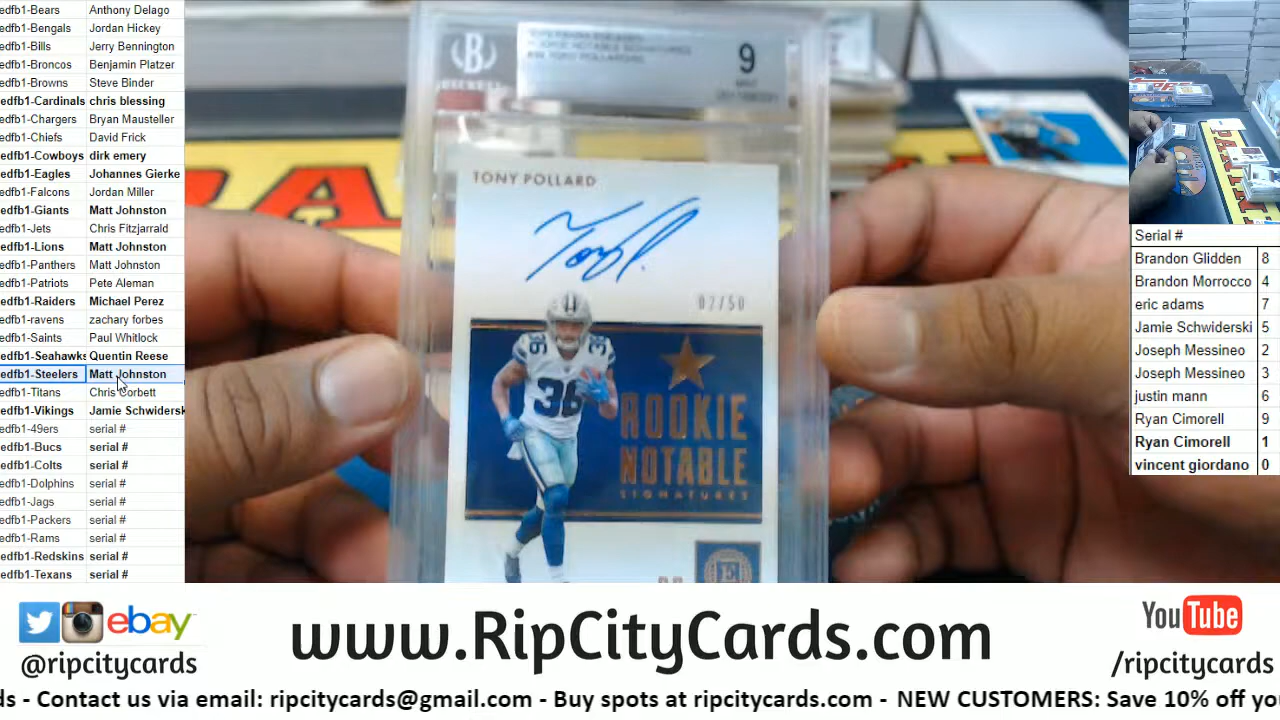 edfb1-Bears Anthony Delago
edfb1-Bengals Jordan Hickey
edfb1-Bills Jerry Bennington
edfb1-Broncos Benjamin Platzer
edfb1-Browns Steve Binder
edfb1-Cardinals chris blessing
edfb1-Chargers Bryan Mausteller
edfb1-Chiefs David Frick
edfb1-Cowboys dirk emery
edfb1-Eagles Johannes Gierke
edfb1-Falcons Jordan Miller
edfb1-Giants Matt Johnston
edfb1-Jets Chris Fitzjarrald
edfb1-Lions Matt Johnston
edfb1-Panthers Matt Johnston
edfb1-Patriots Pete Aleman
edfb1-Raiders Michael Perez
edfb1-ravens zachary forbes
edfb1-Saints Paul Whitlock
edfb1-Seahawks Quentin Reese
edfb1-Steelers Matt Johnston
edfb1-Titans Chris Corbett
edfb1-Vikings Jamie Schwidersk
edfb1-49ers serial #
edfb1-Bucs serial #
edfb1-Colts serial #
edfb1-Dolphins serial #
edfb1-Jags serial #
edfb1-Packers serial #
edfb1-Rams serial #
edfb1-Redskins serial #
edfb1-Texans serial #
B
9
MINT
TONY POLLARD
02/50
36
ROOKIE
NOTABLE
SIGNATURES
E
Serial #
Brandon Glidden 8
Brandon Morrocco 4
eric adams 7
Jamie Schwiderski 5
Joseph Messineo 2
Joseph Messineo 3
justin mann 6
Ryan Cimorell 9
Ryan Cimorell 1
vincent giordano 0
ebay
@ripcitycards
www.RipCityCards.com
YouTube
/ripcitycards
ds - Contact us via email: ripcitycards@gmail.com - Buy spots at ripcitycards.com - NEW CUSTOMERS: Save 10% off you